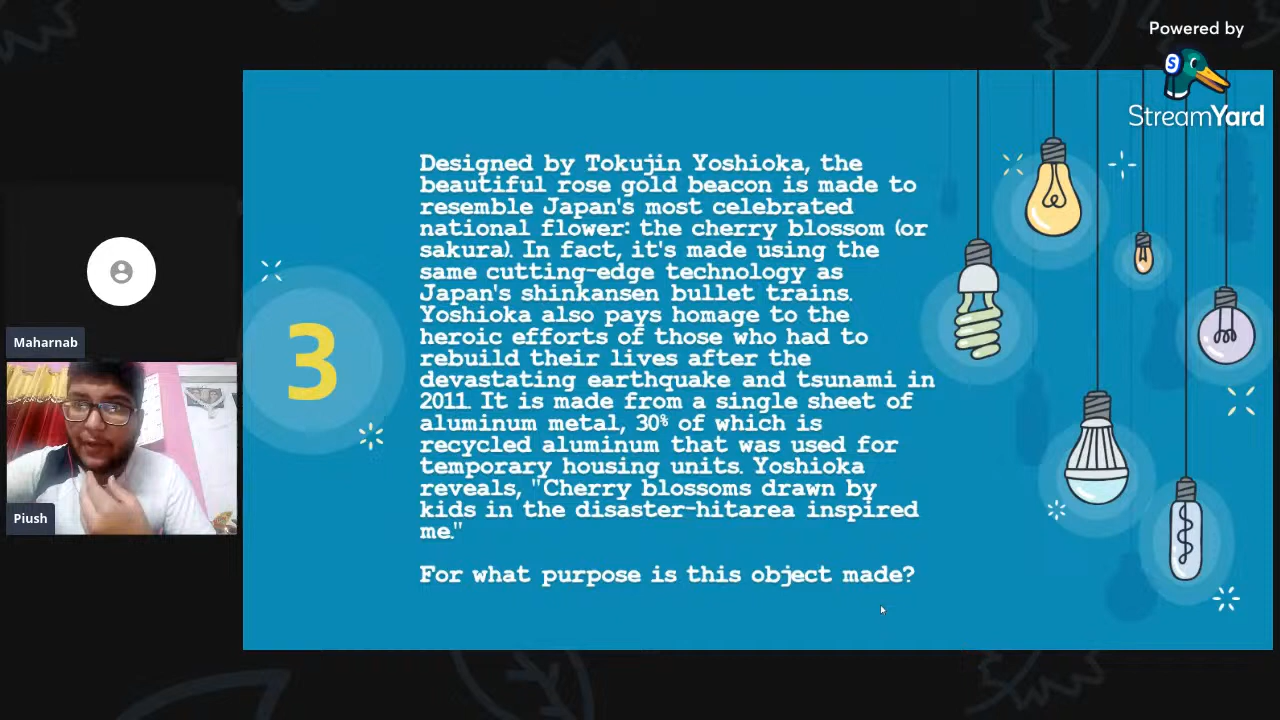 Powered by
StreamYard
Designed by Tokujin Yoshioka, the
beautiful rose gold beacon is made to
resemble Japan's most celebrated
national flower: the cherry blossom (or
sakura). In fact, it's made using the
same cutting-edge technology as
Japan's shinkansen bullet trains.
Yoshioka also pays homage to the
heroic efforts of those who had to
rebuild their lives after the
devastating earthquake and tsunami in
2011. It is made from a single sheet of
aluminum metal, 30% of which is
recycled aluminum that was used for
temporary housing units. Yoshioka
reveals, "Cherry blossoms drawn by
kids in the disaster-hitarea inspired
me."
For what purpose is this object made?
3
Maharnab
Piush